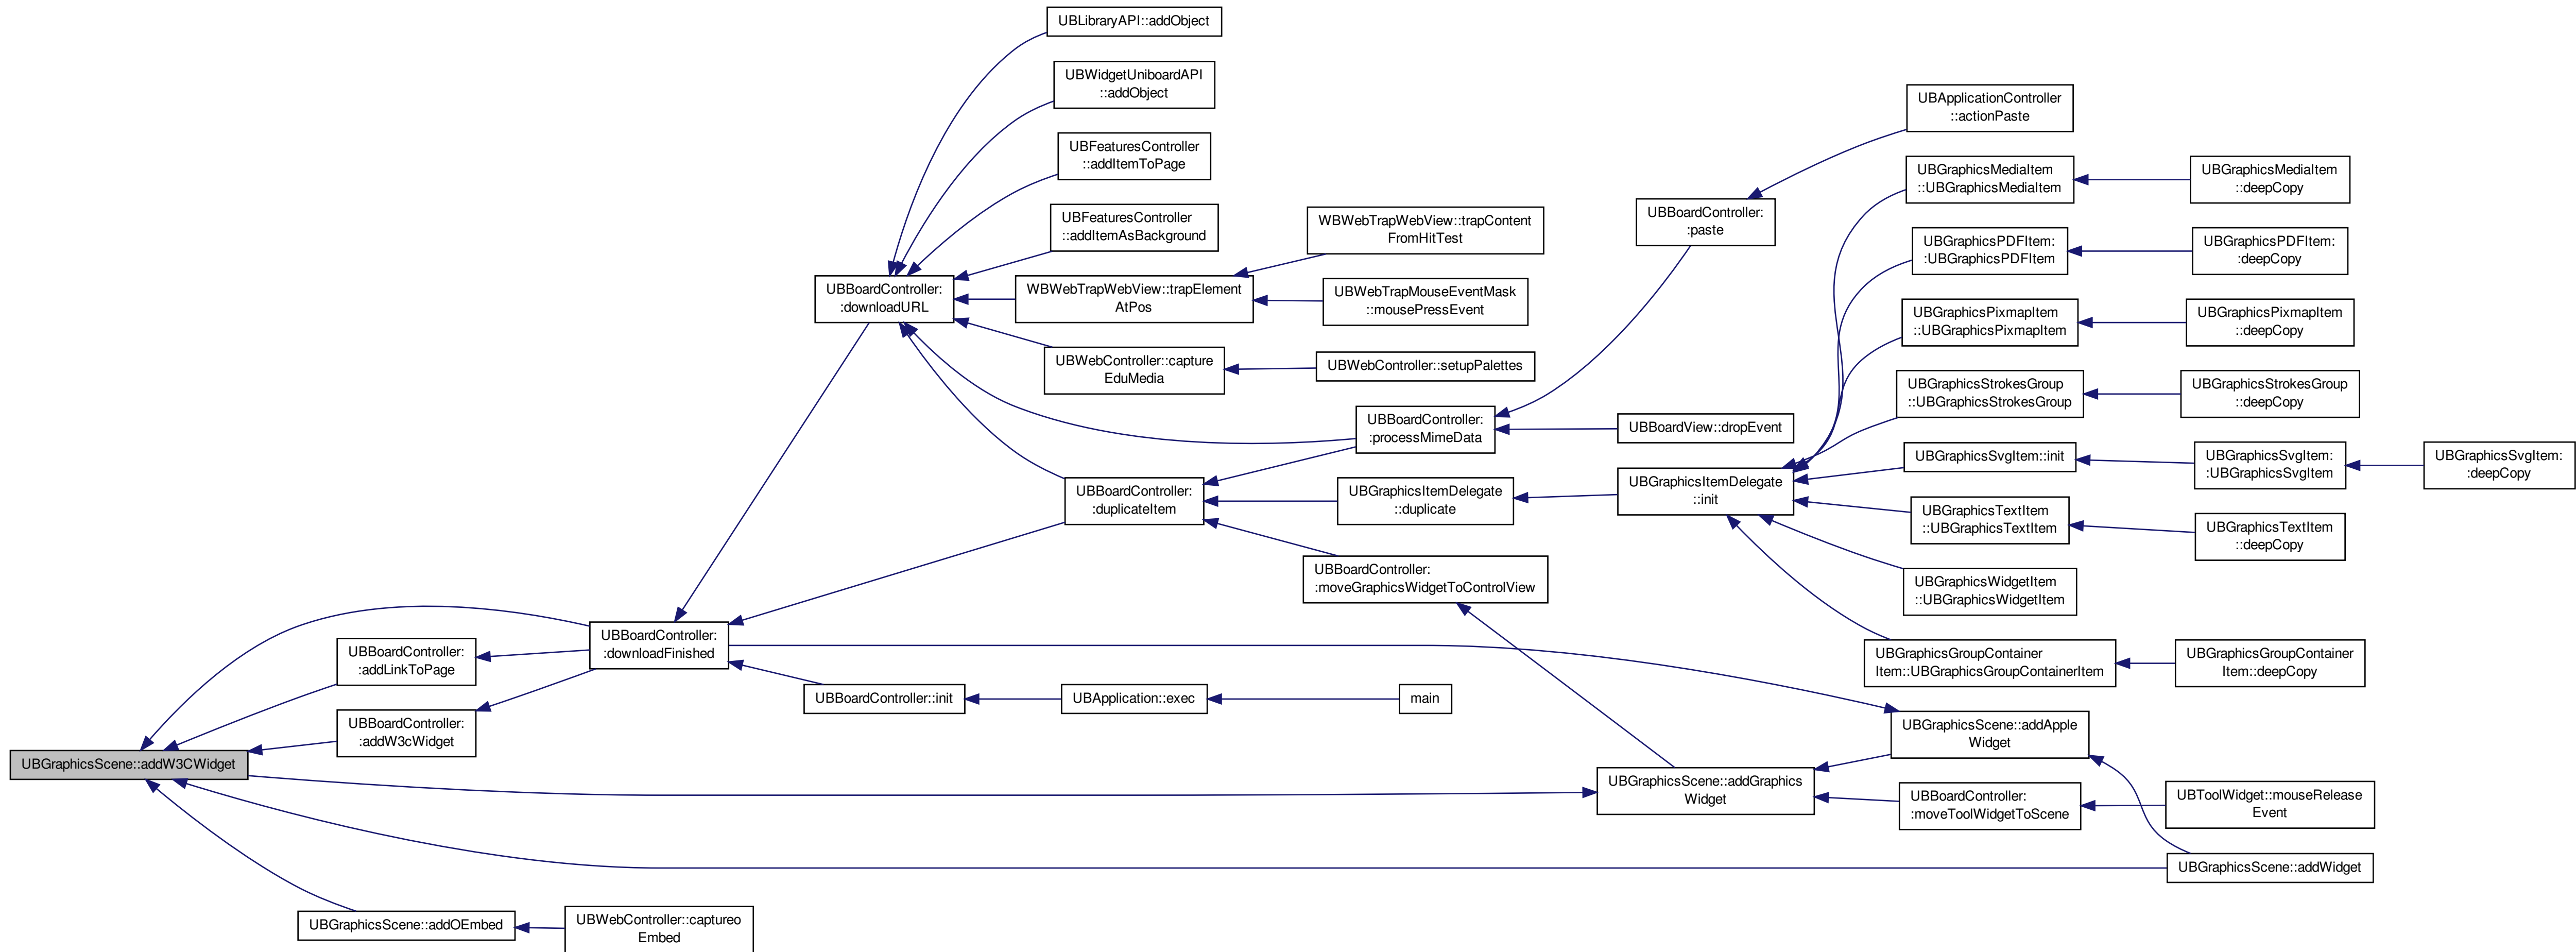 UBLibraryAPI::addObject
UBWidgetUniboardAPI
::addObject
UBFeaturesController
::addItemToPage
UBFeaturesController
::addItemAsBackground
UBBoardController:
:downloadURL
WBWebTrapWebView::trapElement
AtPos
WBWebTrapWebView::trapContent
FromHitTest
UBWebTrapMouseEventMask
::mousePressEvent
UBWebController::capture
EduMedia
UBWebController::setupPalettes
UBBoardController:
:processMimeData
UBBoardController:
:paste
UBApplicationController
::actionPaste
UBBoardView::dropEvent
UBBoardController:
:duplicateItem
UBGraphicsItemDelegate
::duplicate
UBGraphicsItemDelegate
::init
UBGraphicsMediaItem
::UBGraphicsMediaItem
UBGraphicsMediaItem
::deepCopy
UBGraphicsPDFItem:
:UBGraphicsPDFItem
UBGraphicsPDFItem:
:deepCopy
UBGraphicsPixmapItem
::UBGraphicsPixmapItem
UBGraphicsPixmapItem
::deepCopy
UBGraphicsStrokesGroup
::UBGraphicsStrokesGroup
UBGraphicsStrokesGroup
::deepCopy
UBGraphicsSvgItem::init
UBGraphicsSvgItem:
:UBGraphicsSvgItem
UBGraphicsSvgItem:
:deepCopy
UBGraphicsTextItem
::UBGraphicsTextItem
UBGraphicsTextItem
::deepCopy
UBGraphicsWidgetItem
::UBGraphicsWidgetItem
UBGraphicsGroupContainer
Item::UBGraphicsGroupContainerItem
UBGraphicsGroupContainer
Item::deepCopy
UBBoardController:
:moveGraphicsWidgetToControlView
UBBoardController:
:downloadFinished
UBBoardController:
:addLinkToPage
UBBoardController:
:addW3cWidget
UBBoardController::init
UBApplication::exec
main
UBGraphicsScene::addW3CWidget
UBGraphicsScene::addApple
Widget
UBGraphicsScene::addGraphics
Widget
UBBoardController:
:moveToolWidgetToScene
UBToolWidget::mouseRelease
Event
UBGraphicsScene::addWidget
UBGraphicsScene::addOEmbed
UBWebController::captureo
Embed